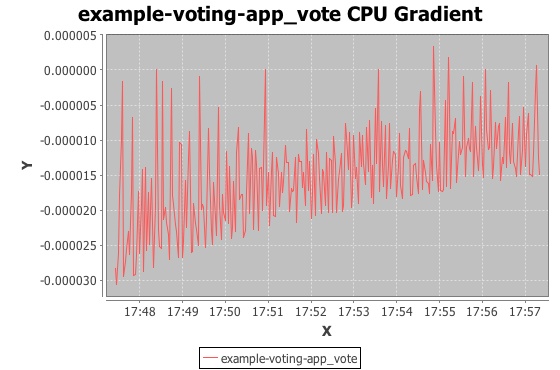 example-voting-app_vote CPU Gradient
0.000005
0.000000
-0.000005
-0.000010
-0.000015
-0.000020
-0.000025
-0.000030
Y
17:48 17:49 17:50 17:51 17:52 17:53 17:54 17:55 17:56 17:57
X
example-voting-app_vote